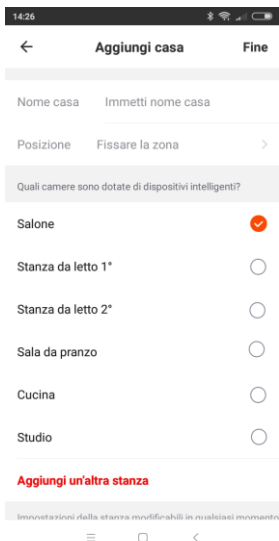 14:26
Aggiungi casa Fine
Nome casa Immetti nome casa
Posizione Fissare la zona
Quali camere sono dotate di dispositivi intelligenti?
Salone
Stanza da letto 1°
Stanza da letto 2°
Sala da pranzo
Cucina
Studio
Aggiungi un'altra stanza
Impostazioni della stanza modificabili in qualsiasi momento